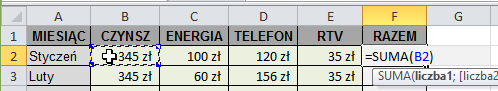 A B C D E F G
1 MIESIĄC CZYNSZ ENERGIA TELEFON RTV RAZEM
2 Styczeń 345 zł 100 zł 120 zł 35 zł =SUMA(B2)
3 Luty 345 zł 60 zł 156 zł 35 zł SUMA(liczba1; [liczba2